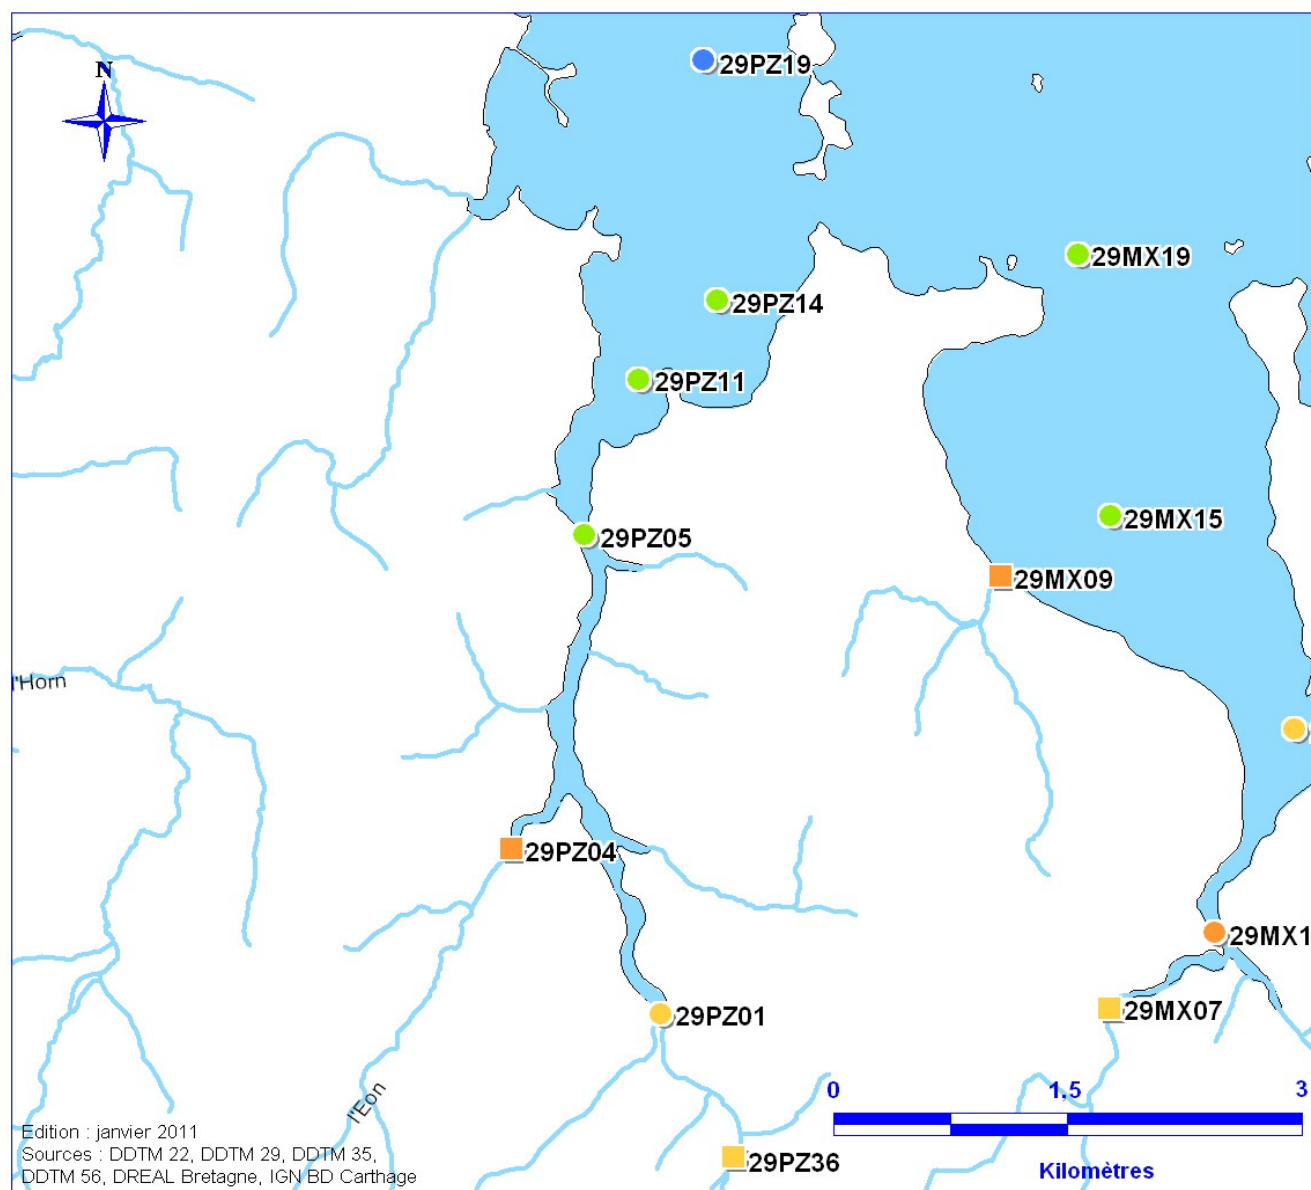 29PZ19
N
29MX19
29PZ14
29PZ11
29MX15
29PZ05
29MX09
l'Horn
29PZ04
29MX1
29PZ01
29MX07
0 1,5 3
l'Eon
Edition : janvier 2011
Sources : DDTM 22, DDTM 29, DDTM 35,
DDTM 56, DREAL Bretagne, IGN BD Carthage
29PZ36
Kilomètres